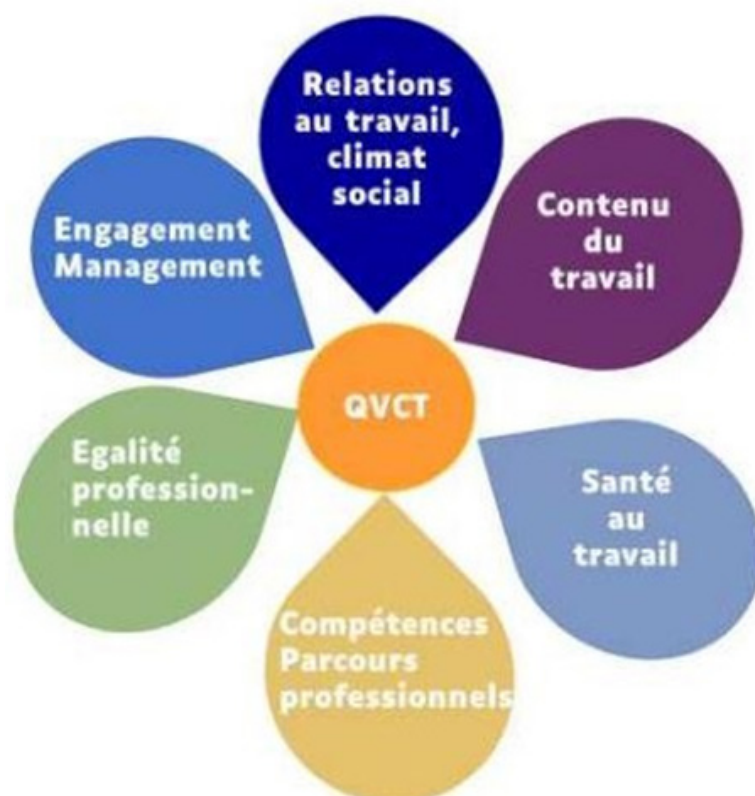 Relations
au travail,
climat
social
Contenu
du
travail
Santé
au
travail
Compétences
Parcours
professionnels
Egalité
profession-
nelle
Engagement
Management
QVCT